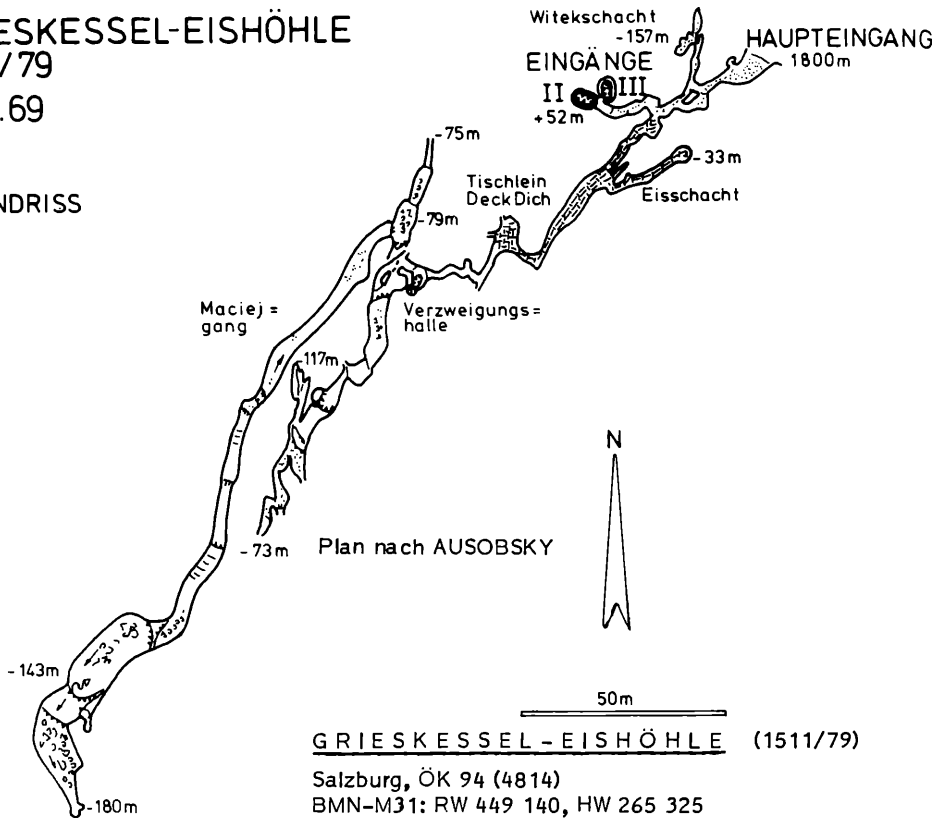 ESKESSEL-EISHÖHLE
/79
.69
NDRISS
Witekschacht
-157m
HAUPTEINGANG
1800m
EINGÄNGE
II
III
+52m
-75m
-33m
Tischlein
DeckDich
Eisschacht
-79m
Maciej=
gang
Verzweigungs=
halle
-117m
N
-73m
Plan nach AUSOBSKY
-143m
50m
GRIESKESSEL-EISHÖHLE (1511/79)
Salzburg, ÖK 94 (4814)
-180m
BMN-M31: RW 449 140, HW 265 325